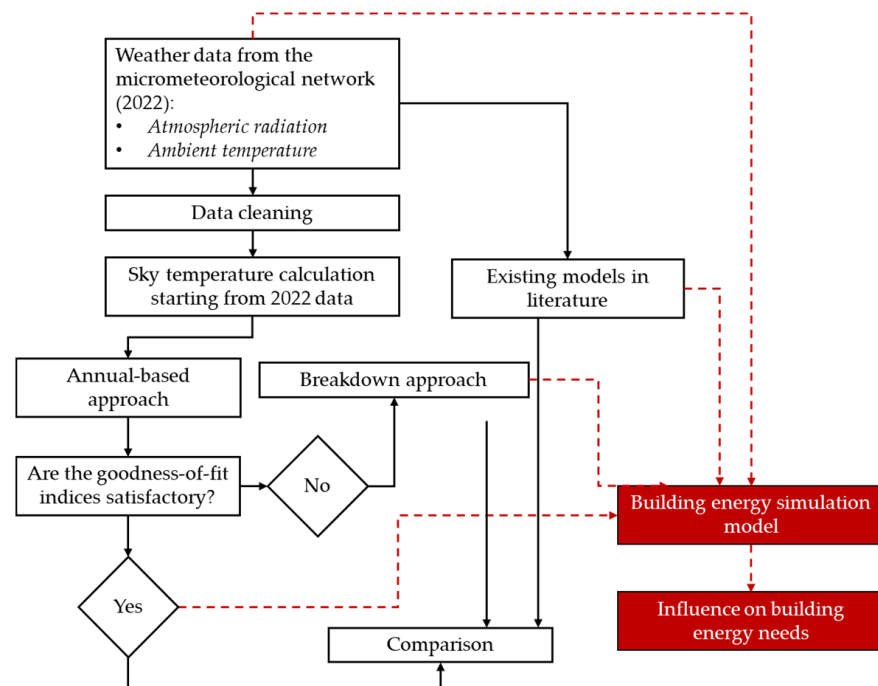 Weather data from the
micrometeorological network
(2022):
• Atmospheric radiation
• Ambient temperature
Data cleaning
Sky temperature calculation
starting from 2022 data
Existing models in
literature
Annual-based
approach
Breakdown approach
Are the goodness-of-fit
indices satisfactory?
No
Building energy simulation
model
Yes
Influence on building
energy needs
Comparison